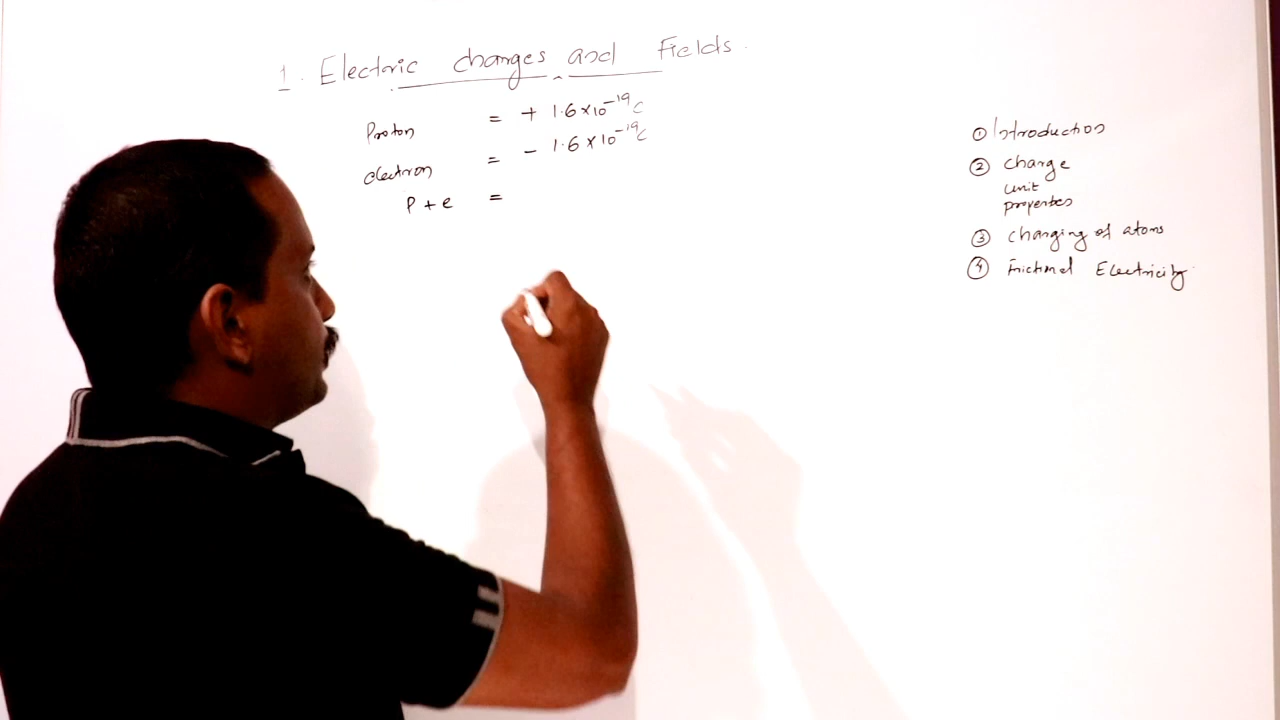 1. Electric charges and Fields.
Proton = + 1.6×10⁻¹⁹C
electron = - 1.6×10⁻¹⁹C
P + e =
① Introduction
② Charge
unit
properties
③ Charging of atoms
④ Frictional Electricity